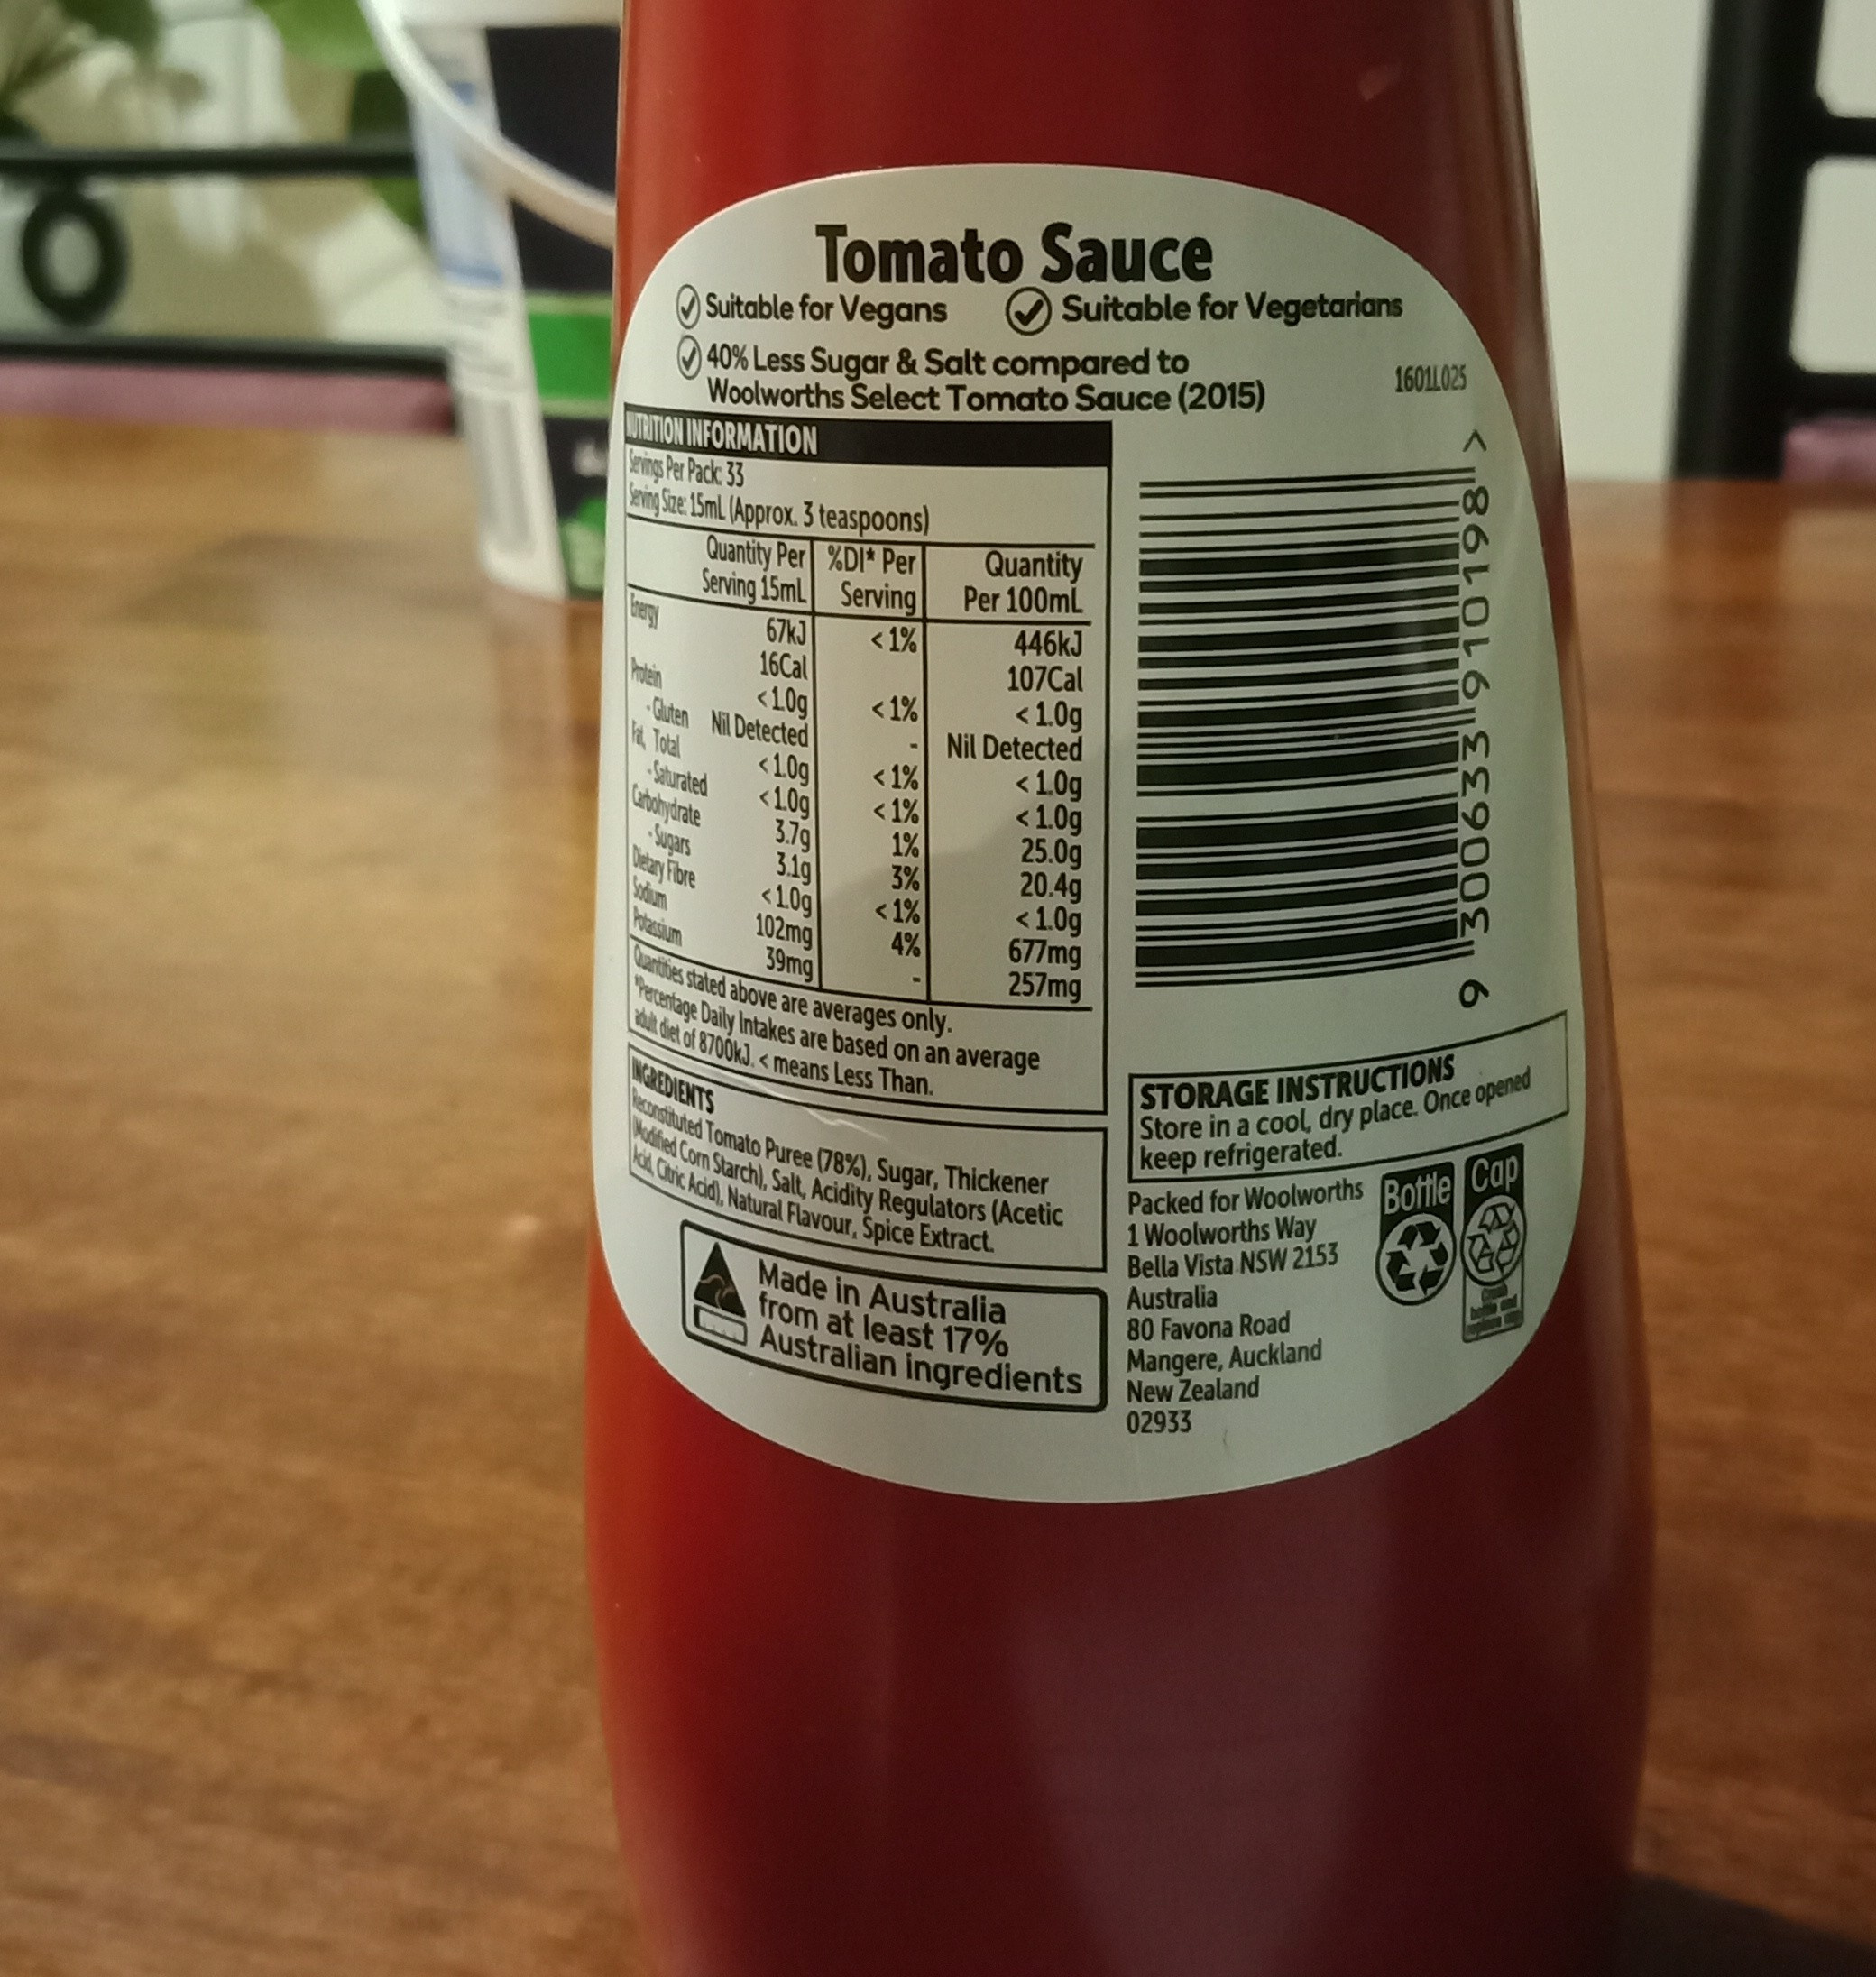 Tomato Sauce
Suitable for Vegans Suitable for Vegetarians
40% Less Sugar & Salt compared to
Woolworths Select Tomato Sauce (2015)
1601L025
NUTRITION INFORMATION
Servings Per Pack: 33
Serving Size: 15mL (Approx. 3 teaspoons)
Quantity Per Serving 15mL %DI* Per Serving Quantity Per 100mL
Energy 67kJ <1% 446kJ
16Cal 107Cal
Protein <1.0g <1% <1.0g
- Gluten Nil Detected - Nil Detected
Fat, Total <1.0g <1% <1.0g
- Saturated <1.0g <1% <1.0g
Carbohydrate 3.7g 1% 25.0g
- Sugars 3.1g 3% 20.4g
Dietary Fibre <1.0g <1% <1.0g
Sodium 102mg 4% 677mg
Potassium 39mg - 257mg
Quantities stated above are averages only.
*Percentage Daily Intakes are based on an average
adult diet of 8700kJ. < means Less Than.
INGREDIENTS
Reconstituted Tomato Puree (78%), Sugar, Thickener
(Modified Corn Starch), Salt, Acidity Regulators (Acetic
Acid, Citric Acid), Natural Flavour, Spice Extract.
Made in Australia
from at least 17%
Australian ingredients
9 300633 910198 >
STORAGE INSTRUCTIONS
Store in a cool, dry place. Once opened
keep refrigerated.
Packed for Woolworths
1 Woolworths Way
Bella Vista NSW 2153
Australia
80 Favona Road
Mangere, Auckland
New Zealand
02933
Bottle
Cap